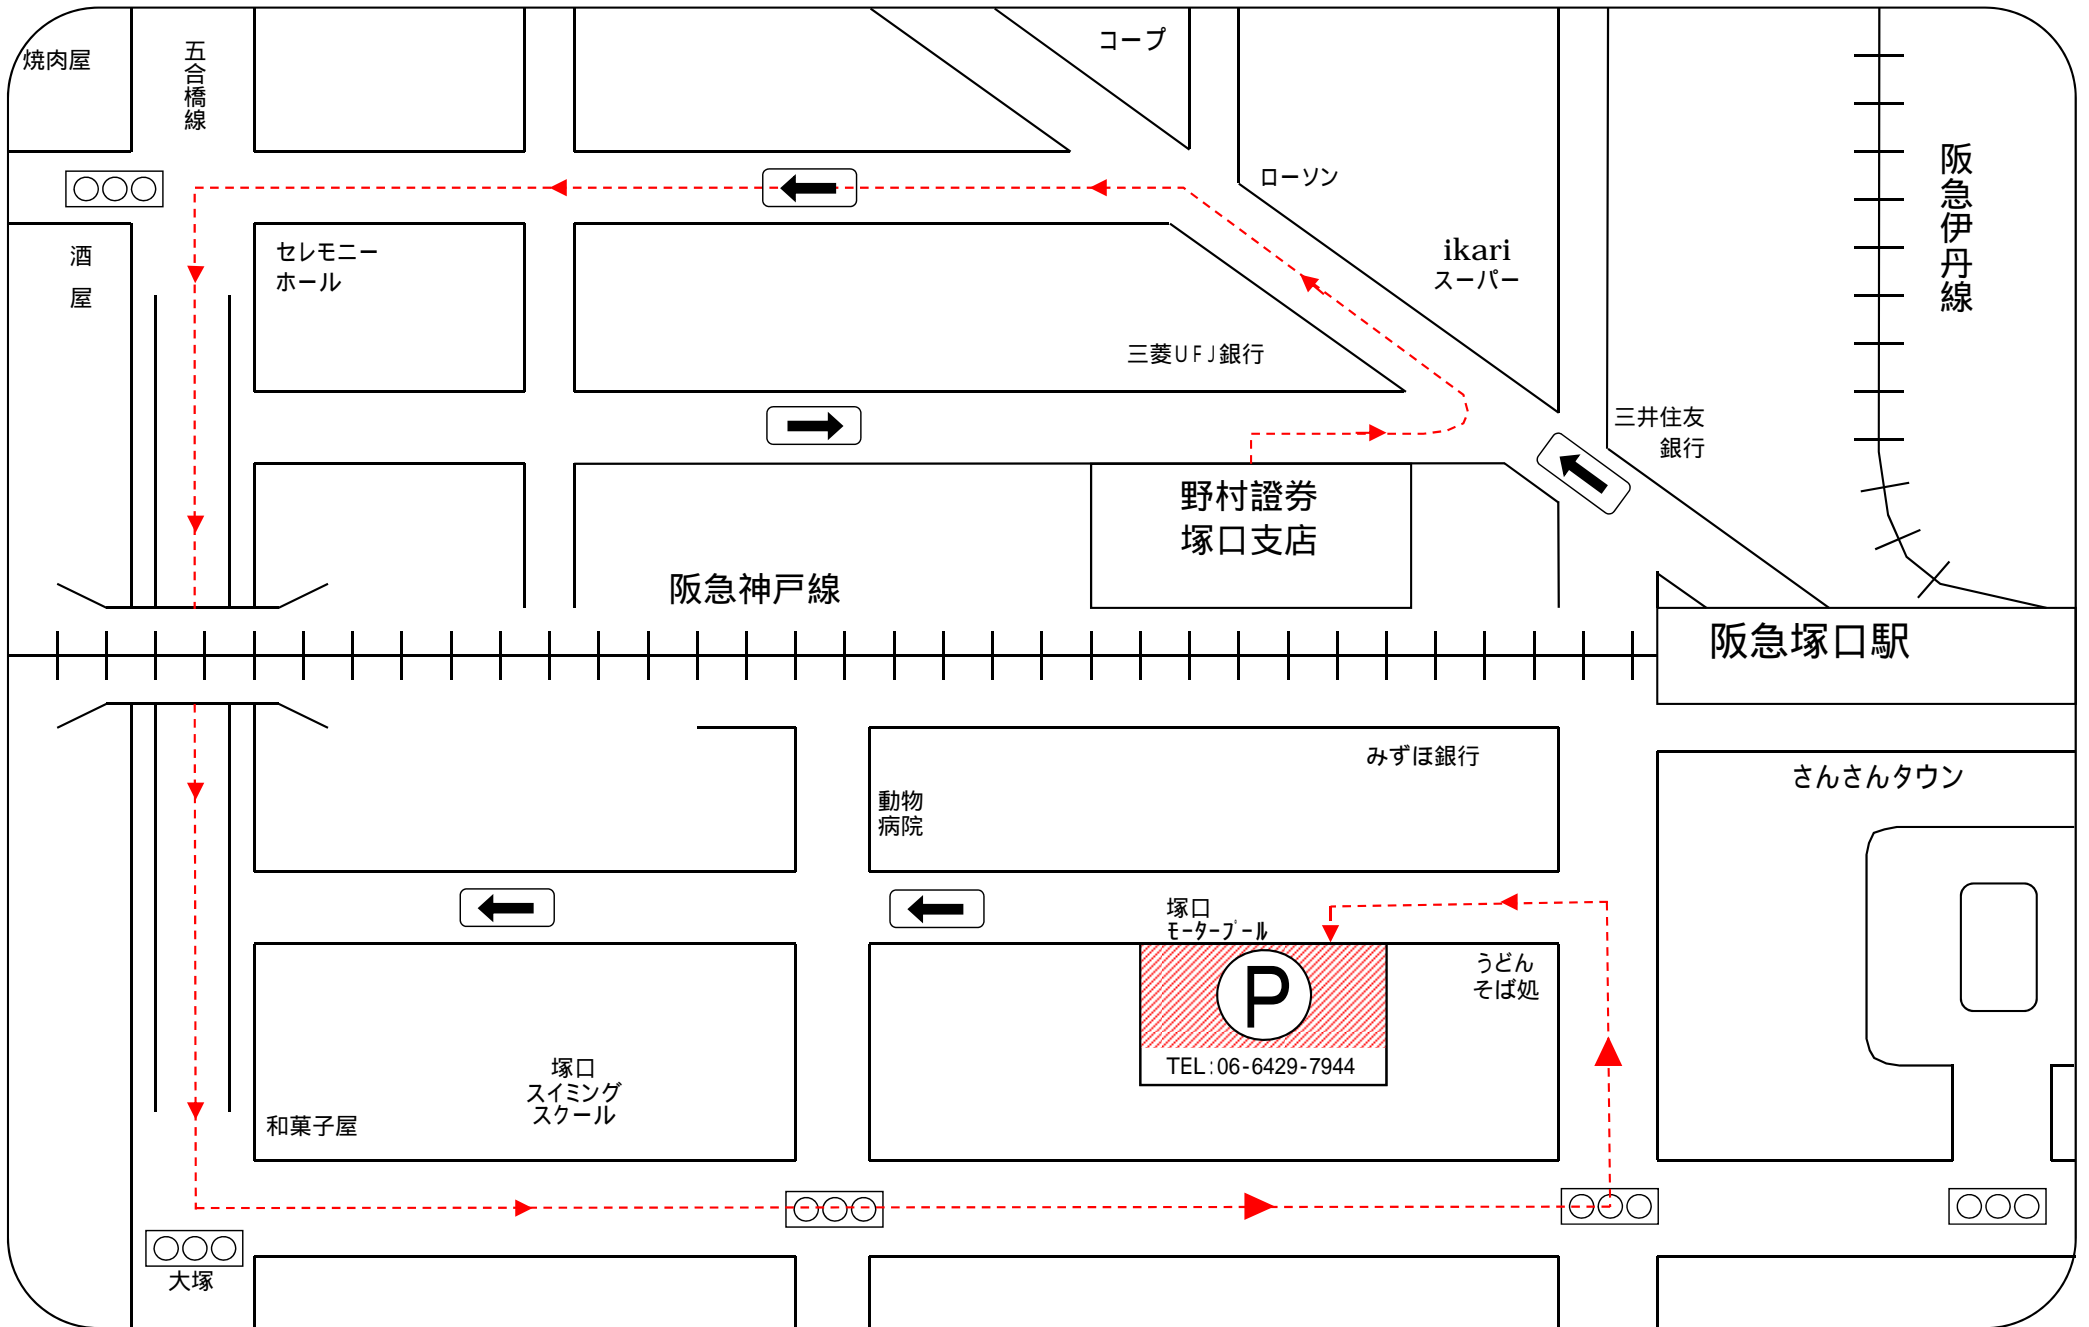 焼肉屋
五合橋線
コープ
ローソン
阪急伊丹線
酒屋
セレモニー
ホール
ikari
スーパー
三菱UFJ銀行
三井住友
銀行
野村證券
塚口支店
阪急神戸線
阪急塚口駅
みずほ銀行
さんさんタウン
動物
病院
塚口
モータープール
うどん
そば処
P
TEL:06-6429-7944
塚口
スイミング
スクール
和菓子屋
大塚